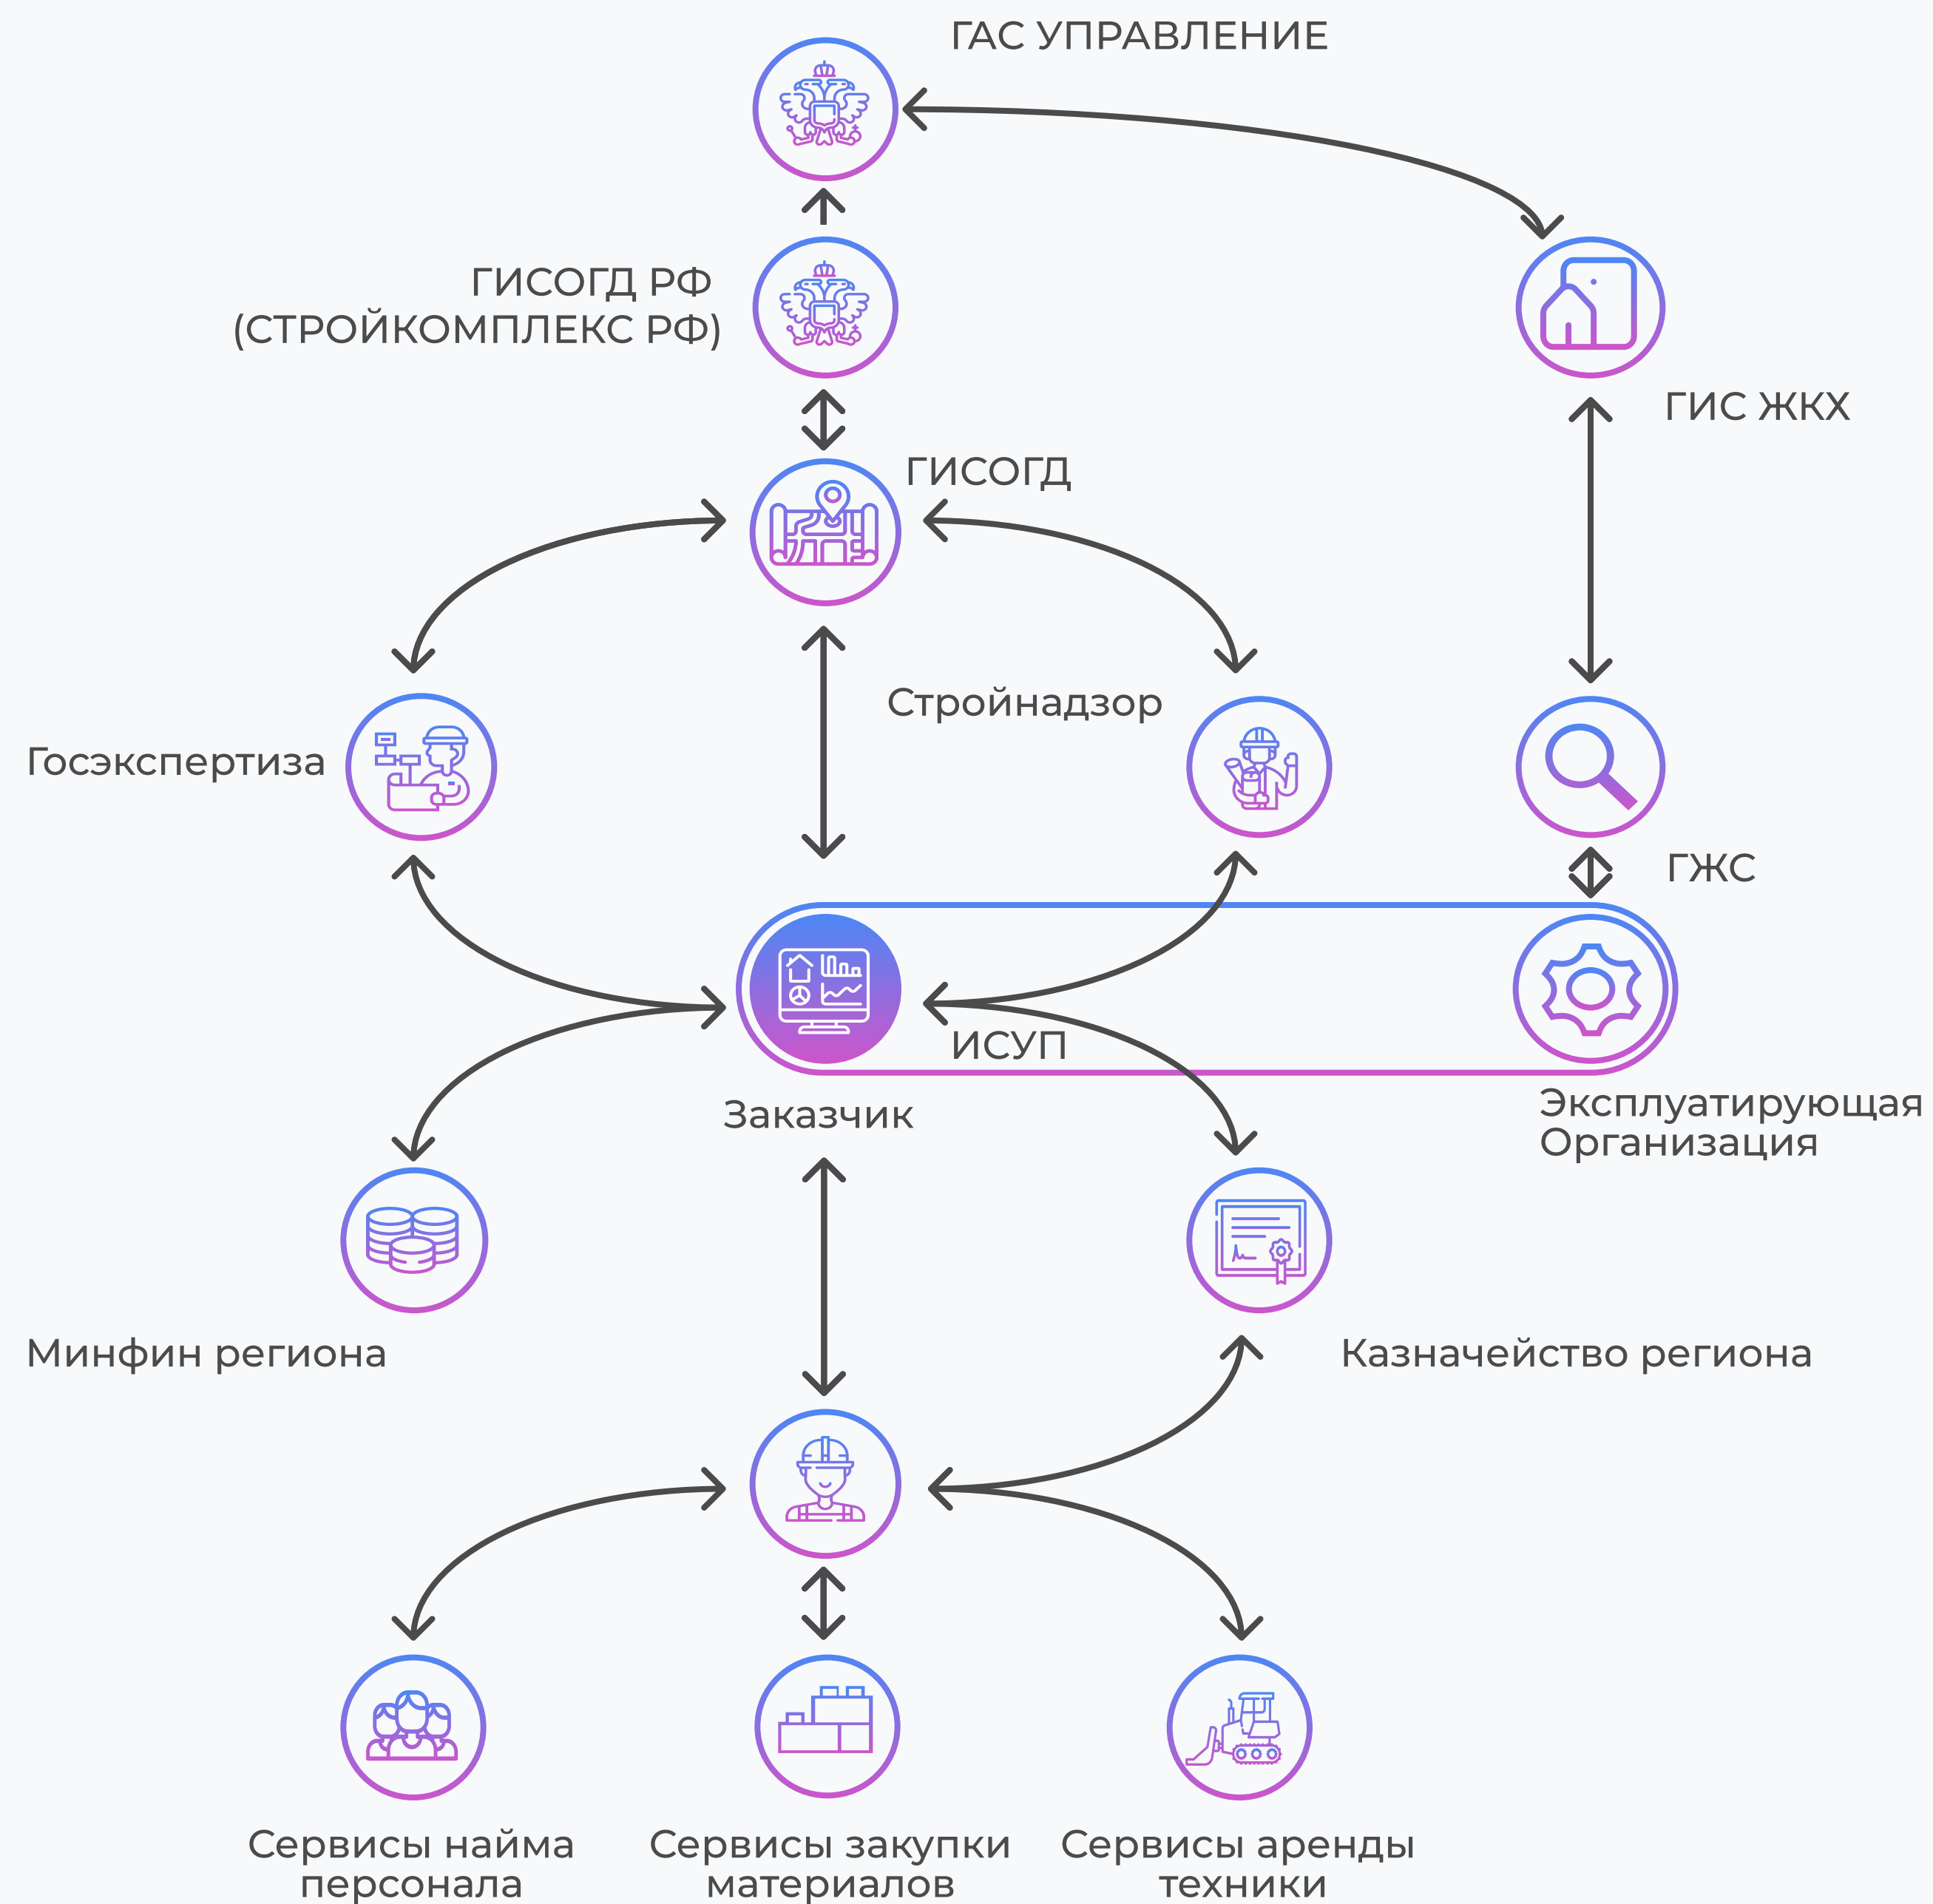 ГАС УПРАВЛЕНИЕ
ГИСОГД РФ
(СТРОЙКОМПЛЕКС РФ)
ГИС ЖКХ
ГИСОГД
Стройнадзор
Госэкспертиза
ГЖС
ИСУП
Заказчик
Эксплуатирующая
Организация
Минфин региона
Казначейство региона
Сервисы найма
персонала
Сервисы закупки
материалов
Сервисы аренды
техники